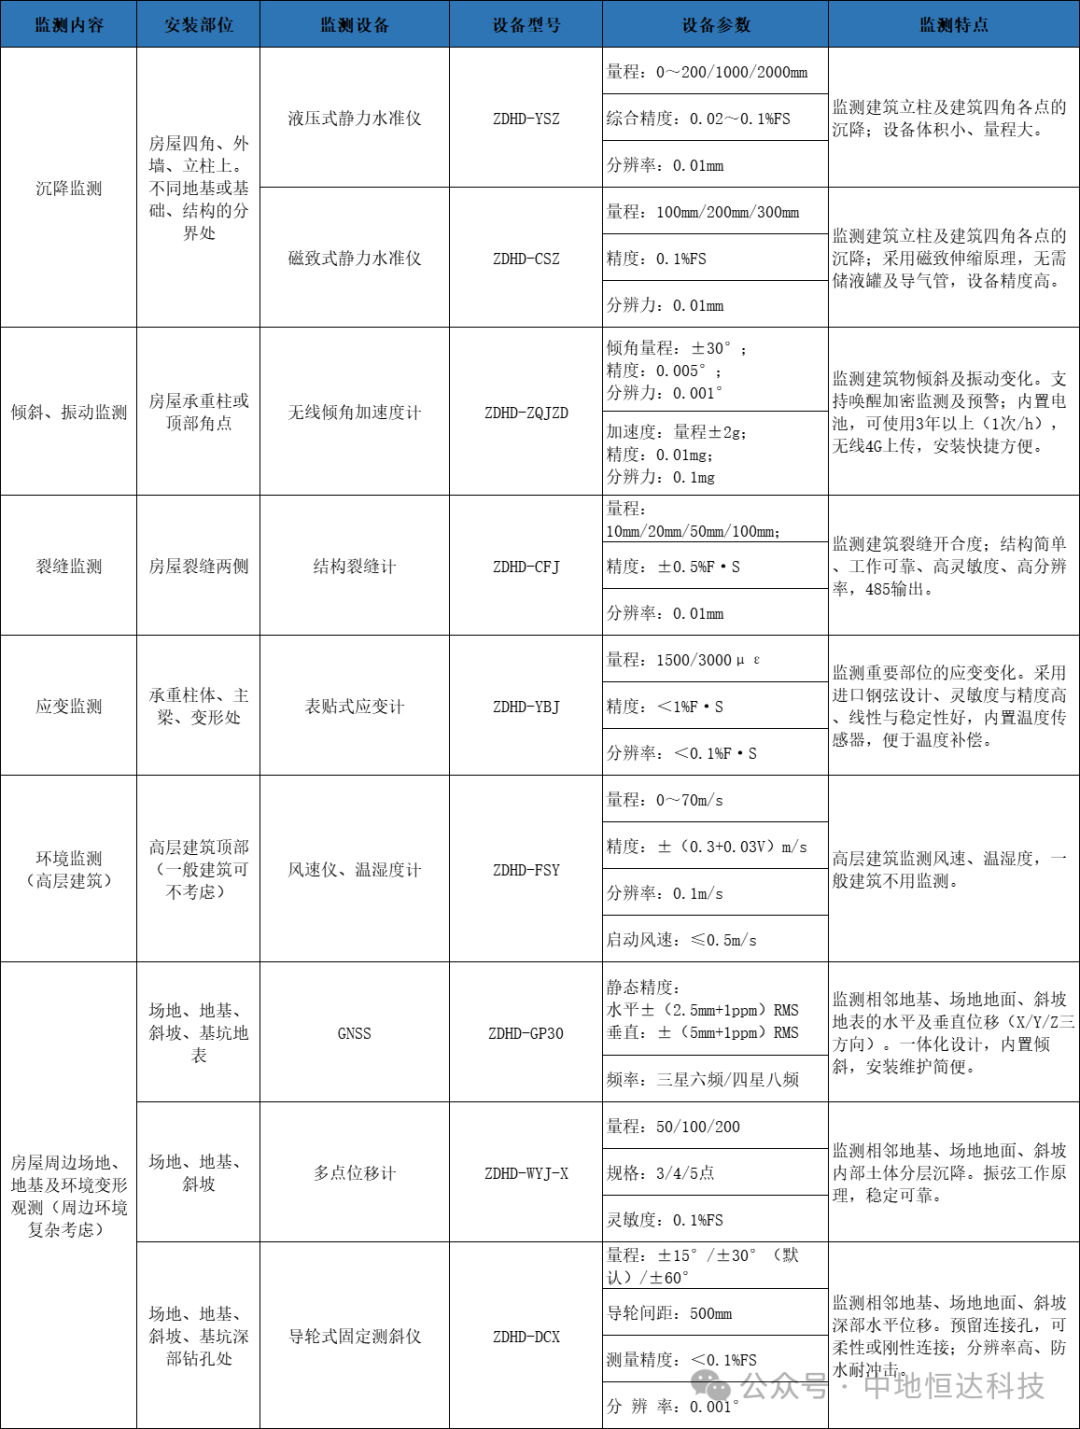 监测内容
安装部位
监测设备
设备型号
设备参数
监测特点
沉降监测
房屋四角、外
墙、立柱上。
不同地基或基
础、结构的分
界处
液压式静力水准仪
ZDHD-YSZ
量程：0～200/1000/2000mm
综合精度：0.02～0.1%FS
分辨率：0.01mm
监测建筑立柱及建筑四角各点的
沉降；设备体积小、量程大。
磁致式静力水准仪
ZDHD-CSZ
量程：100mm/200mm/300mm
精度：0.1%FS
分辨力：0.01mm
监测建筑立柱及建筑四角各点的
沉降；采用磁致伸缩原理，无需
储液罐及导气管，设备精度高。
倾斜、振动监测
房屋承重柱或
顶部角点
无线倾角加速度计
ZDHD-ZQJZD
倾角量程：±30°；
精度：0.005°；
分辨力：0.001°
加速度：量程±2g；
精度：0.01mg；
分辨力：0.1mg
监测建筑物倾斜及振动变化。支
持唤醒加密监测及预警；内置电
池，可使用3年以上（1次/h），
无线4G上传，安装快捷方便。
裂缝监测
房屋裂缝两侧
结构裂缝计
ZDHD-CFJ
量程：
10mm/20mm/50mm/100mm；
精度：±0.5%F·S
分辨率：0.01mm
监测建筑裂缝开合度；结构简单
、工作可靠、高灵敏度、高分辨
率，485输出。
应变监测
承重柱体、主
梁、变形处
表贴式应变计
ZDHD-YBJ
量程：1500/3000με
精度：＜1%F·S
分辨率：＜0.1%F·S
监测重要部位的应变变化。采用
进口钢弦设计、灵敏度与精度高
、线性与稳定性好，内置温度传
感器，便于温度补偿。
环境监测
（高层建筑）
高层建筑顶部
（一般建筑可
不考虑）
风速仪、温湿度计
ZDHD-FSY
量程：0～70m/s
精度：±（0.3+0.03V）m/s
分辨率：0.1m/s
启动风速：≤0.5m/s
高层建筑监测风速、温湿度，一
般建筑不用监测。
房屋周边场地、
地基及环境变形
观测（周边环境
复杂考虑）
场地、地基、
斜坡、基坑地
表
GNSS
ZDHD-GP30
静态精度：
水平±（2.5mm+1ppm）RMS
垂直：±（5mm+1ppm）RMS
频率：三星六频/四星八频
监测相邻地基、场地地面、斜坡
地表的水平及垂直位移（X/Y/Z三
方向）。一体化设计，内置倾
斜，安装维护简便。
场地、地基、
斜坡
多点位移计
ZDHD-WYJ-X
量程：50/100/200
规格：3/4/5点
灵敏度：0.1%FS
监测相邻地基、场地地面、斜坡
内部土体分层沉降。振弦工作原
理，稳定可靠。
场地、地基、
斜坡、基坑深
部钻孔处
导轮式固定测斜仪
ZDHD-DCX
量程：±15°/±30°（默
认）/±60°
导轮间距：500mm
测量精度：＜0.1%FS
分 辨 率：0.001°
监测相邻地基、场地地面、斜坡
深部水平位移。预留连接孔，可
柔性或刚性连接；分辨率高、防
水耐冲击。
公众号·中地恒达科技